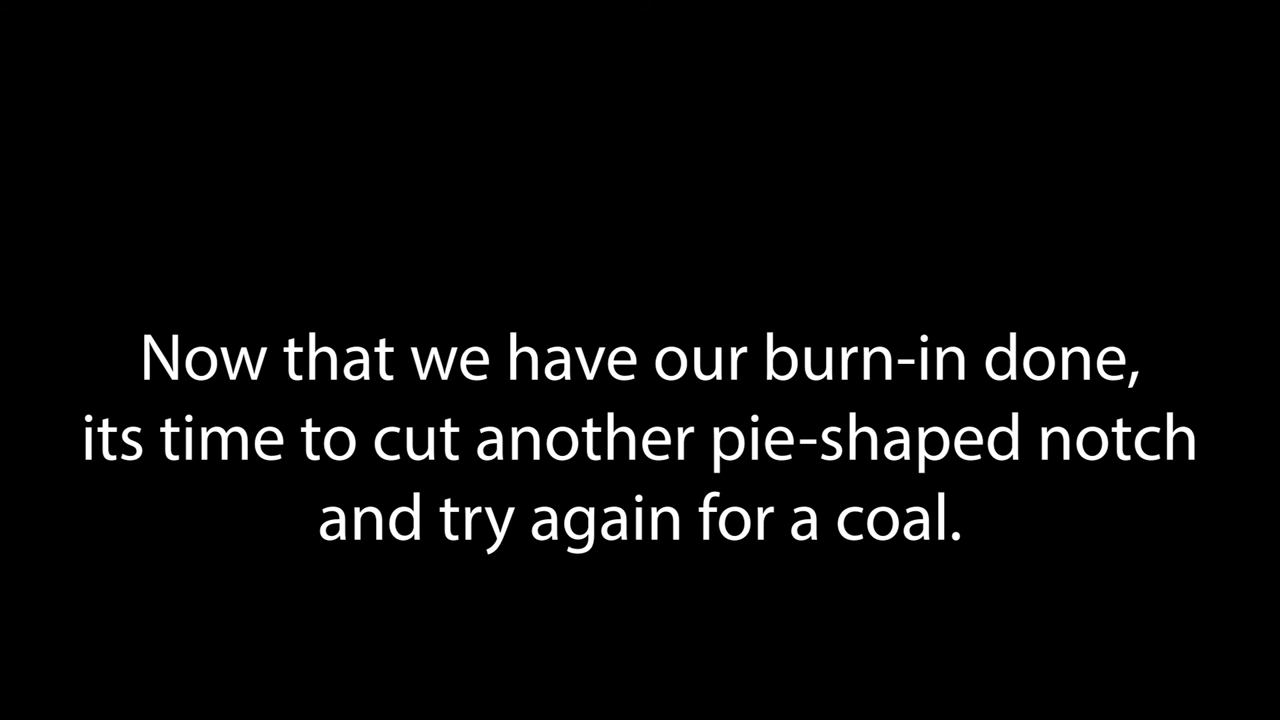 Now that we have our burn-in done,
its time to cut another pie-shaped notch
and try again for a coal.